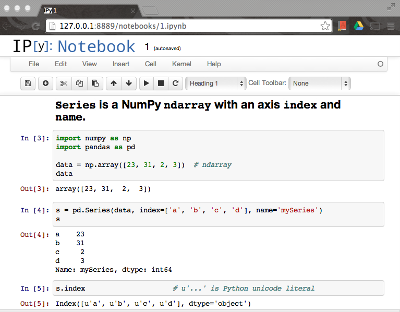 1
127.0.0.1:8889/notebooks/1.ipynb
IP[y]: Notebook 1 (autosaved)
File Edit View Insert Cell Kernel Help
Heading 1 Cell Toolbar: None
Series is a NumPy ndarray with an axis index and
name.
In [3]: import numpy as np
import pandas as pd
data = np.array([23, 31, 2, 3]) # ndarray
data
Out[3]: array([23, 31,  2,  3])
In [4]: s = pd.Series(data, index=['a', 'b', 'c', 'd'], name='mySeries')
s
Out[4]: a    23
b    31
c     2
d     3
Name: mySeries, dtype: int64
In [5]: s.index # u'...' is Python unicode literal
Out[5]: Index([u'a', u'b', u'c', u'd'], dtype='object')